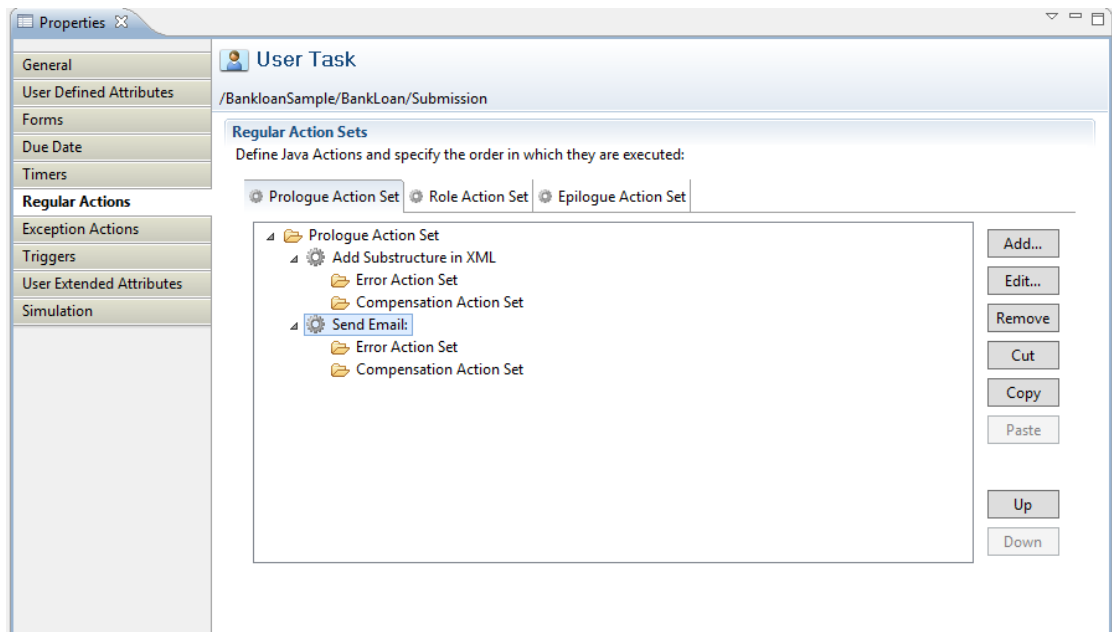 Properties
General
User Defined Attributes
Forms
Due Date
Timers
Regular Actions
Exception Actions
Triggers
User Extended Attributes
Simulation
User Task
/BankloanSample/BankLoan/Submission
Regular Action Sets
Define Java Actions and specify the order in which they are executed:
Prologue Action Set Role Action Set Epilogue Action Set
Prologue Action Set
Add Substructure in XML
Error Action Set
Compensation Action Set
Send Email:
Error Action Set
Compensation Action Set
Add...
Edit...
Remove
Cut
Copy
Paste
Up
Down